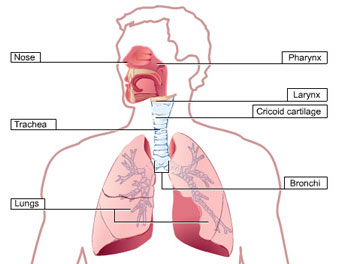 Nose
Pharynx
Larynx
Cricoid cartilage
Trachea
Bronchi
Lungs